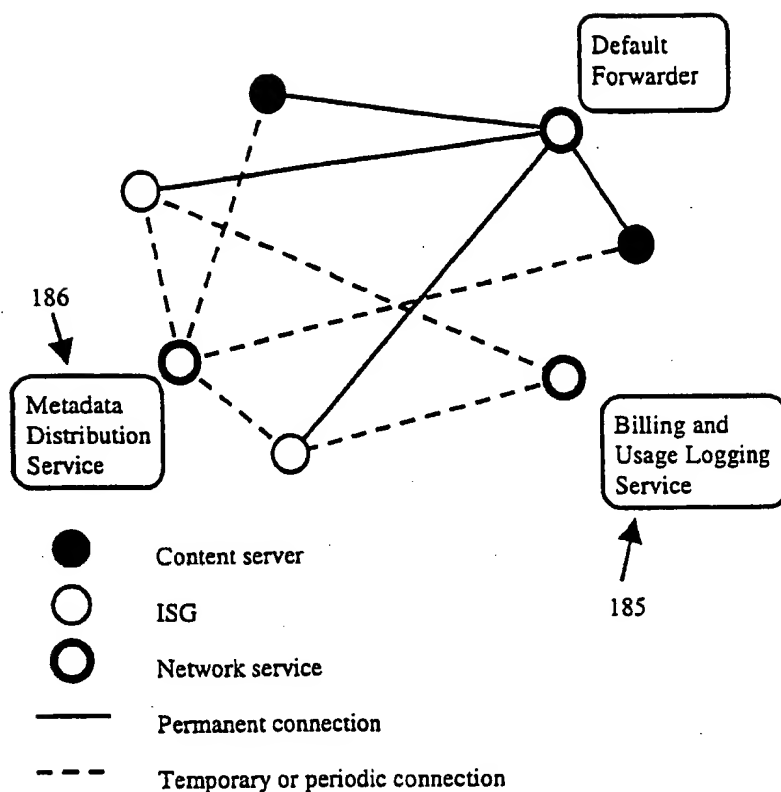 Default
Forwarder
186
Metadata
Distribution
Service
Billing and
Usage Logging
Service
185
Content server
ISG
Network service
Permanent connection
Temporary or periodic connection